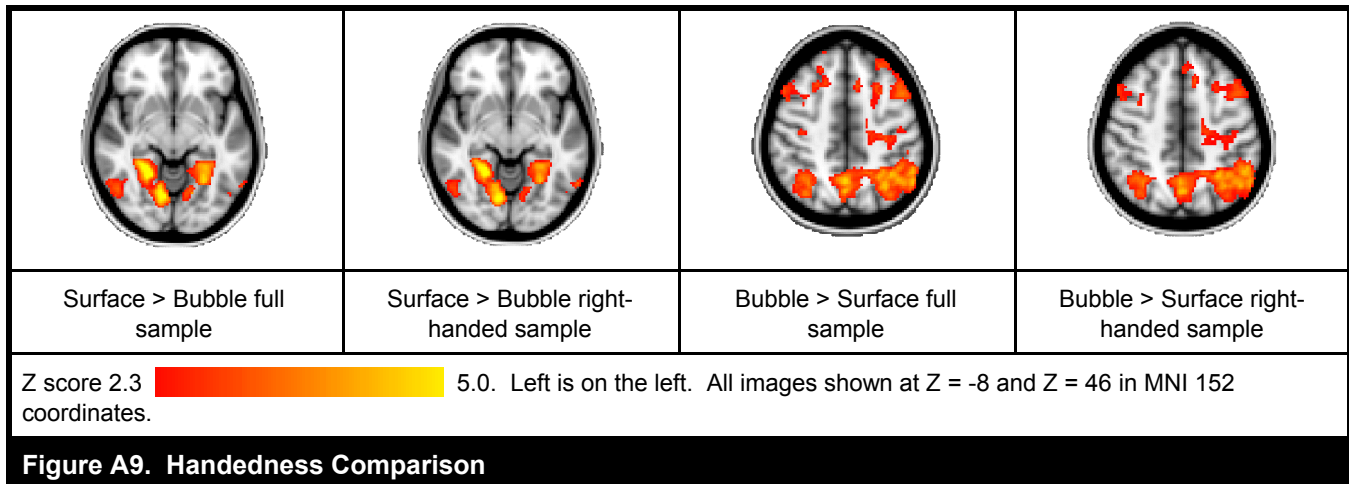 Surface > Bubble full
sample
Surface > Bubble right-
handed sample
Bubble > Surface full
sample
Bubble > Surface right-
handed sample
Z score 2.3 5.0. Left is on the left. All images shown at Z = -8 and Z = 46 in MNI 152
coordinates.
Figure A9. Handedness Comparison